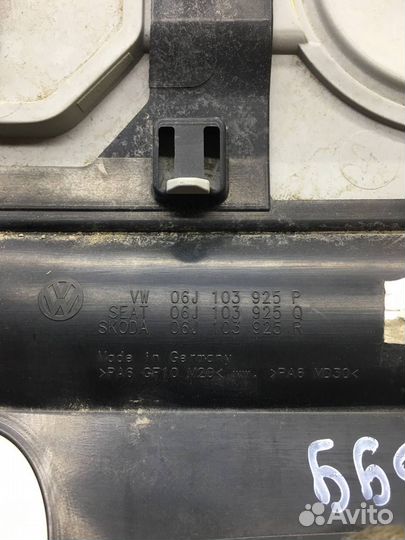 VW 06J 103 925 P
SEAT 06J 103 925 Q
SKODA 06J 103 925 R
Made in Germany
>PA6 GF10 M20< >PA6 MD30<
Avito